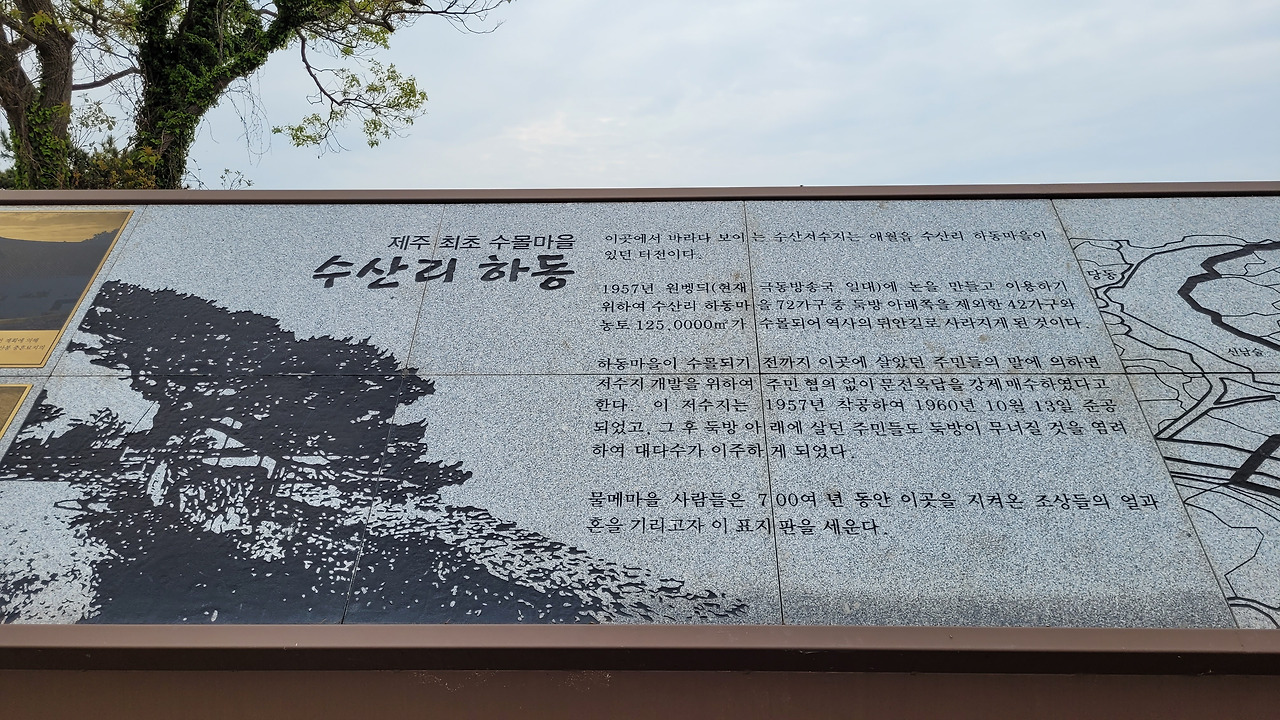 제주 최초 수몰마을
수산리 하동
이곳에서 바라다 보이는 수산저수지는 애월읍 수산리 하동마을이
있던 터전이다.
1957년 원벵듸(현재 극동방송국 일대)에 논을 만들고 이용하기
위하여 수산리 하동마을 72가구 중 둑방 아래쪽을 제외한 42가구와
농토 125.0000㎡가 수몰되어 역사의 뒤안길로 사라지게 된 것이다.
하동마을이 수몰되기 전까지 이곳에 살았던 주민들의 말에 의하면
저수지 개발을 위하여 주민 협의 없이 문전옥답을 강제 매수하였다고
한다. 이 저수지는 1957년 착공하여 1960년 10월 13일 준공
되었고, 그 후 둑방 아래에 살던 주민들도 둑방이 무너질 것을 염려
하여 대다수가 이주하게 되었다.
물메마을 사람들은 700여 년 동안 이곳을 지켜온 조상들의 얼과
혼을 기리고자 이 표지판을 세운다.
당동